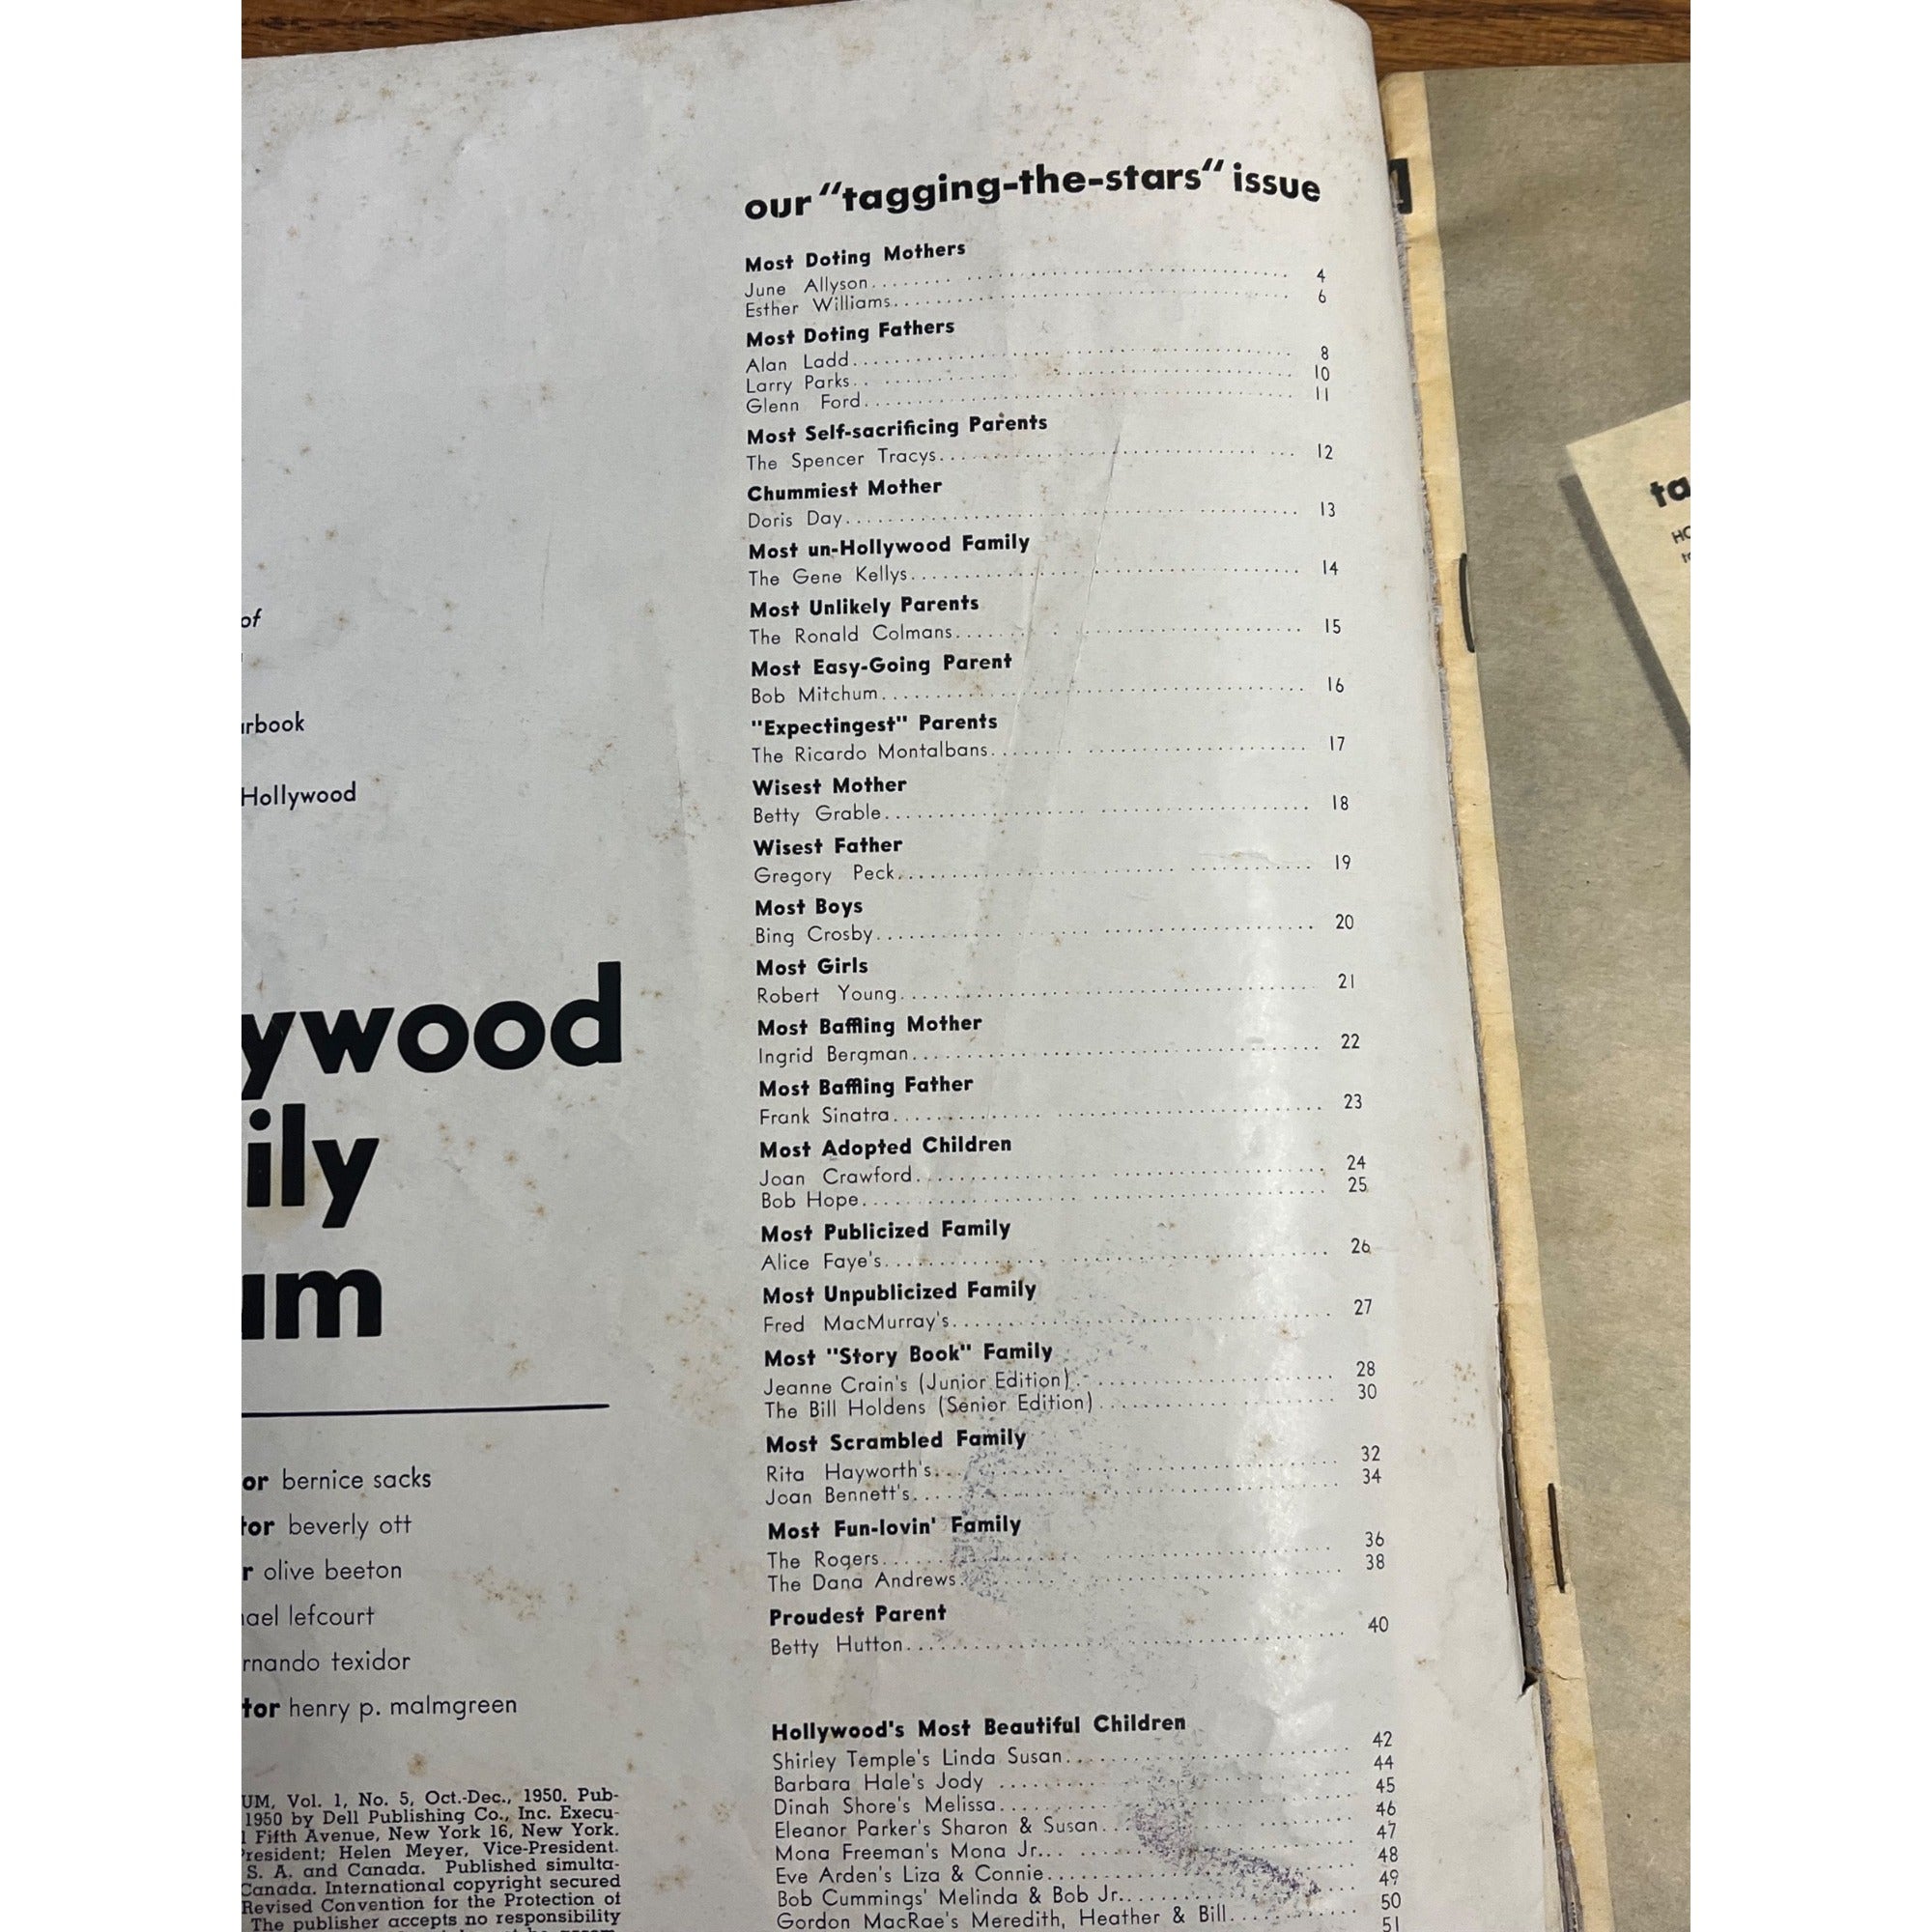 of
rbook
Hollywood
ywood
ily
um
or bernice sacks
tor beverly ott
r olive beeton
ael lefcourt
rnando texidor
tor henry p. malmgreen
UM, Vol. 1, No. 5, Oct.-Dec., 1950. Pub-
1950 by Dell Publishing Co., Inc. Execu-
l Fifth Avenue, New York 16, New York.
resident; Helen Meyer, Vice-President.
S. A. and Canada. Published simulta-
Canada. International copyright secured
Revised Convention for the Protection of
The publisher accepts no responsibility
our "tagging-the-stars" issue
Most Doting Mothers
June Allyson 4
Esther Williams 6
Most Doting Fathers
Alan Ladd 8
Larry Parks 10
Glenn Ford 11
Most Self-sacrificing Parents
The Spencer Tracys 12
Chummiest Mother
Doris Day 13
Most un-Hollywood Family
The Gene Kellys 14
Most Unlikely Parents
The Ronald Colmans 15
Most Easy-Going Parent
Bob Mitchum 16
"Expectingest" Parents
The Ricardo Montalbans 17
Wisest Mother
Betty Grable 18
Wisest Father
Gregory Peck 19
Most Boys
Bing Crosby 20
Most Girls
Robert Young 21
Most Baffling Mother
Ingrid Bergman 22
Most Baffling Father
Frank Sinatra 23
Most Adopted Children
Joan Crawford 24
Bob Hope 25
Most Publicized Family
Alice Faye's 26
Most Unpublicized Family
Fred MacMurray's 27
Most "Story Book" Family
Jeanne Crain's (Junior Edition) 28
The Bill Holdens (Senior Edition) 30
Most Scrambled Family
Rita Hayworth's 32
Joan Bennett's 34
Most Fun-lovin' Family
The Rogers 36
The Dana Andrews 38
Proudest Parent
Betty Hutton 40
Hollywood's Most Beautiful Children
Shirley Temple's Linda Susan 42
Barbara Hale's Jody 44
Dinah Shore's Melissa 45
Eleanor Parker's Sharon & Susan 46
Mona Freeman's Mona Jr. 47
Eve Arden's Liza & Connie 48
Bob Cummings' Melinda & Bob Jr. 49
Gordon MacRae's Meredith, Heather & Bill 50
51
ta
HO